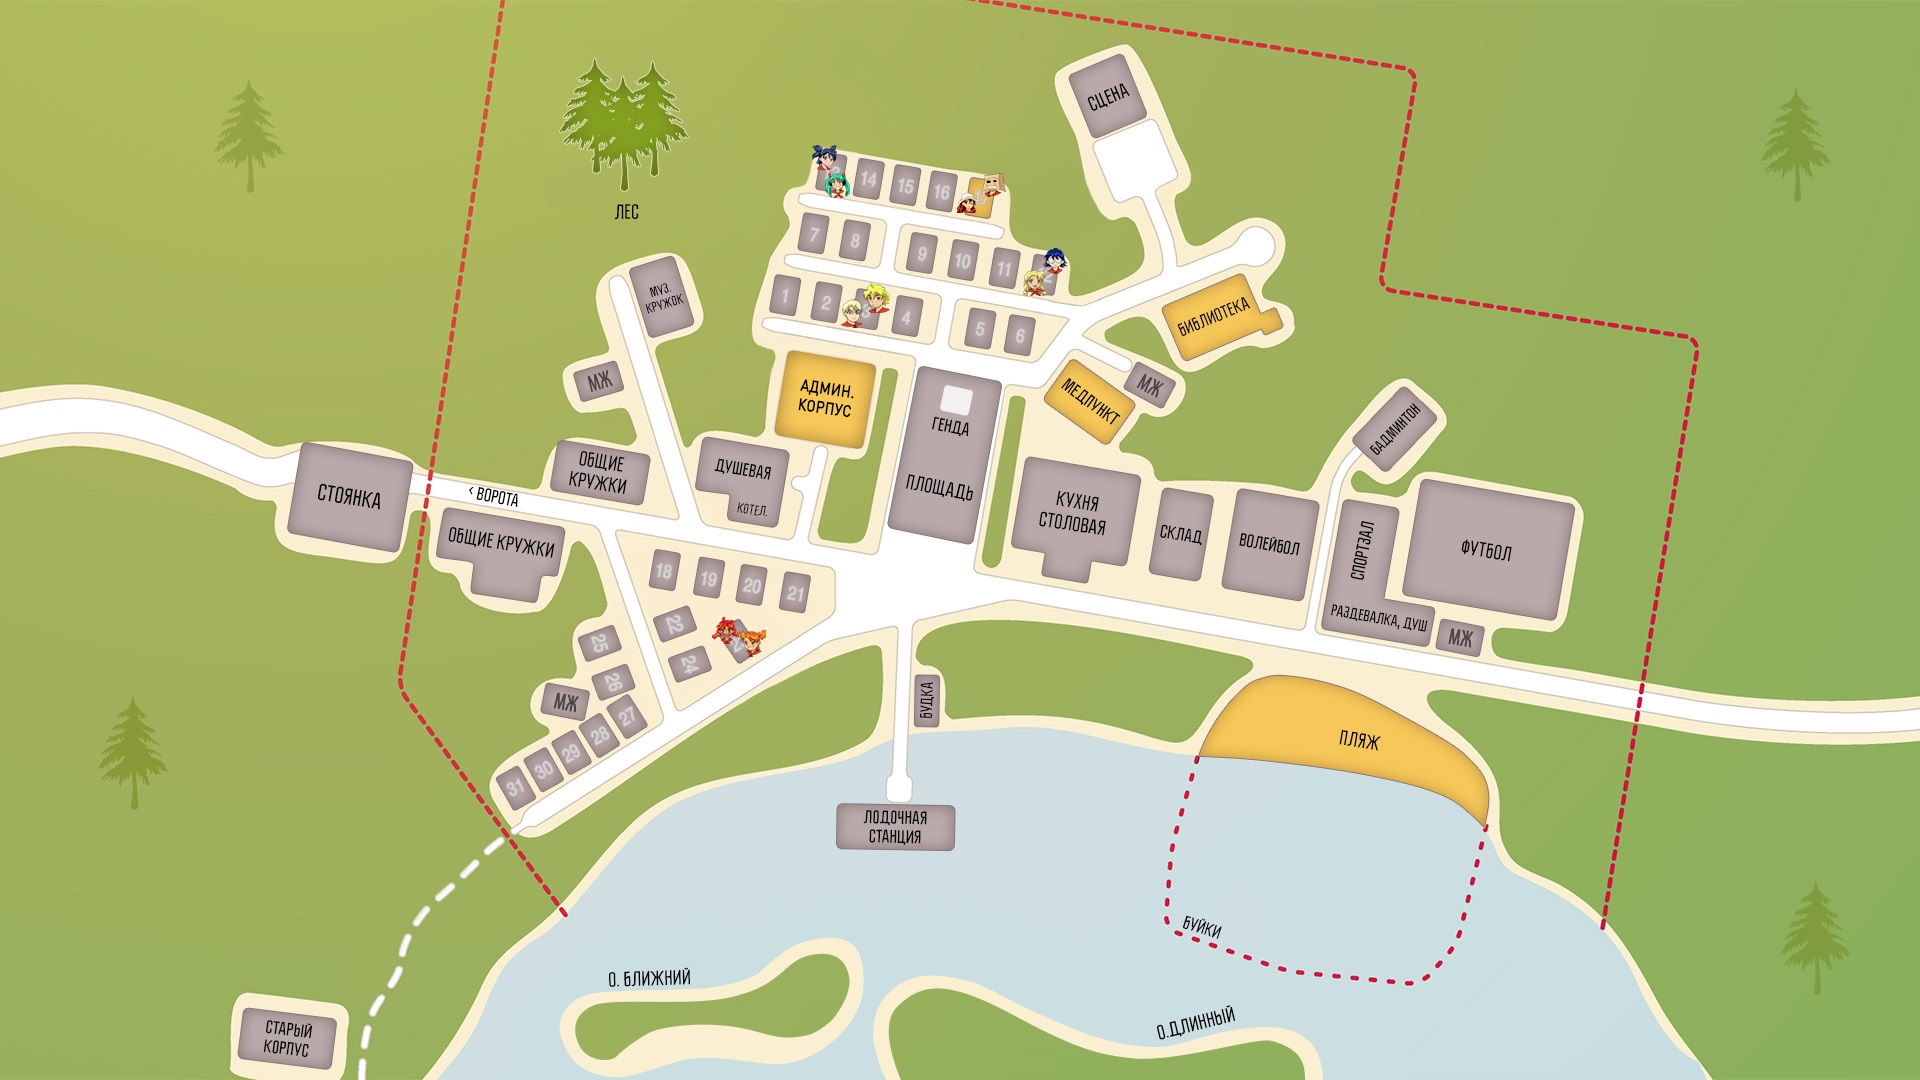 СЦЕНА
ЛЕС
14
15
16
7
8
9
10
11
1
2
4
5
6
МУЗ.
КРУЖОК
БИБЛИОТЕКА
МЖ
АДМИН.
КОРПУС
МЕДПУНКТ
МЖ
ГЕНДА
ПЛОЩАДЬ
БАДМИНТОН
СТОЯНКА
< ВОРОТА
ОБЩИЕ
КРУЖКИ
ДУШЕВАЯ
КОТЕЛ.
КУХНЯ
СТОЛОВАЯ
СКЛАД
ВОЛЕЙБОЛ
СПОРТЗАЛ
ФУТБОЛ
ОБЩИЕ КРУЖКИ
РАЗДЕВАЛКА, ДУШ
МЖ
18
19
20
21
22
24
25
26
МЖ
27
28
29
30
31
БУДКА
ПЛЯЖ
ЛОДОЧНАЯ
СТАНЦИЯ
БУЙКИ
О. БЛИЖНИЙ
О.ДЛИННЫЙ
СТАРЫЙ
КОРПУС